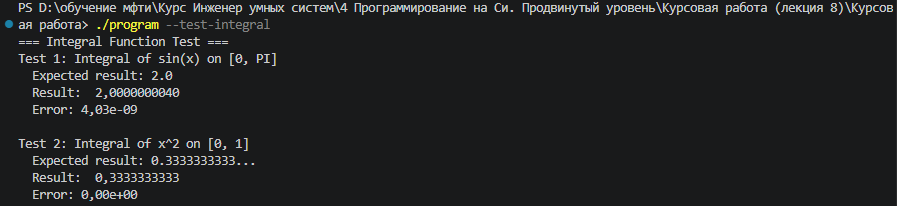 PS D:\обучение мфти\Курс Инженер умных систем\4 Программирование на Си. Продвинутый уровень\Курсовая работа (лекция 8)\Курсов
ая работа> ./program --test-integral
=== Integral Function Test ===
Test 1: Integral of sin(x) on [0, PI]
  Expected result: 2.0
  Result:  2,0000000040
  Error: 4,03e-09

Test 2: Integral of x^2 on [0, 1]
  Expected result: 0.3333333333...
  Result:  0,3333333333
  Error: 0,00e+00